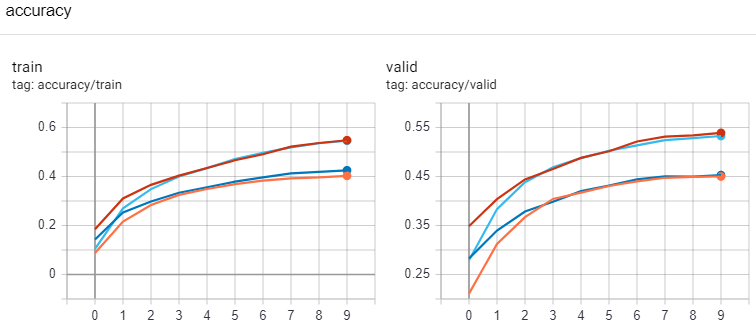 accuracy
train
tag: accuracy/train
0.6
0.4
0.2
0
0 1 2 3 4 5 6 7 8 9
valid
tag: accuracy/valid
0.55
0.45
0.35
0.25
0 1 2 3 4 5 6 7 8 9